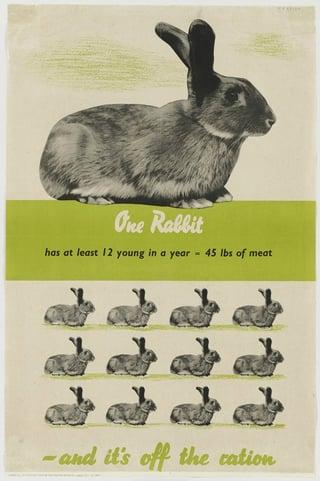 One Rabbit
has at least 12 young in a year = 45 lbs of meat
– and it's off the ration